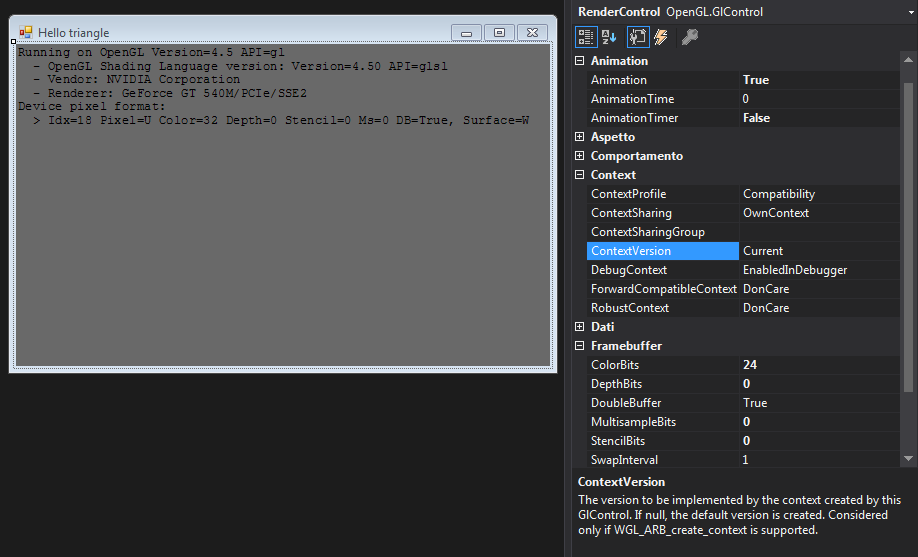 Hello triangle
Running on OpenGL Version=4.5 API=gl
- OpenGL Shading Language version: Version=4.50 API=glsl
- Vendor: NVIDIA Corporation
- Renderer: GeForce GT 540M/PCIe/SSE2
Device pixel format:
> Idx=18 Pixel=U Color=32 Depth=0 Stencil=0 Ms=0 DB=True, Surface=W
RenderControl OpenGL.GlControl
Animation
Animation True
AnimationTime 0
AnimationTimer False
Aspetto
Comportamento
Context
ContextProfile Compatibility
ContextSharing OwnContext
ContextSharingGroup
ContextVersion Current
DebugContext EnabledInDebugger
ForwardCompatibleContext DonCare
RobustContext DonCare
Dati
Framebuffer
ColorBits 24
DepthBits 0
DoubleBuffer True
MultisampleBits 0
StencilBits 0
SwapInterval 1
ContextVersion
The version to be implemented by the context created by this
GlControl. If null, the default version is created. Considered
only if WGL_ARB_create_context is supported.